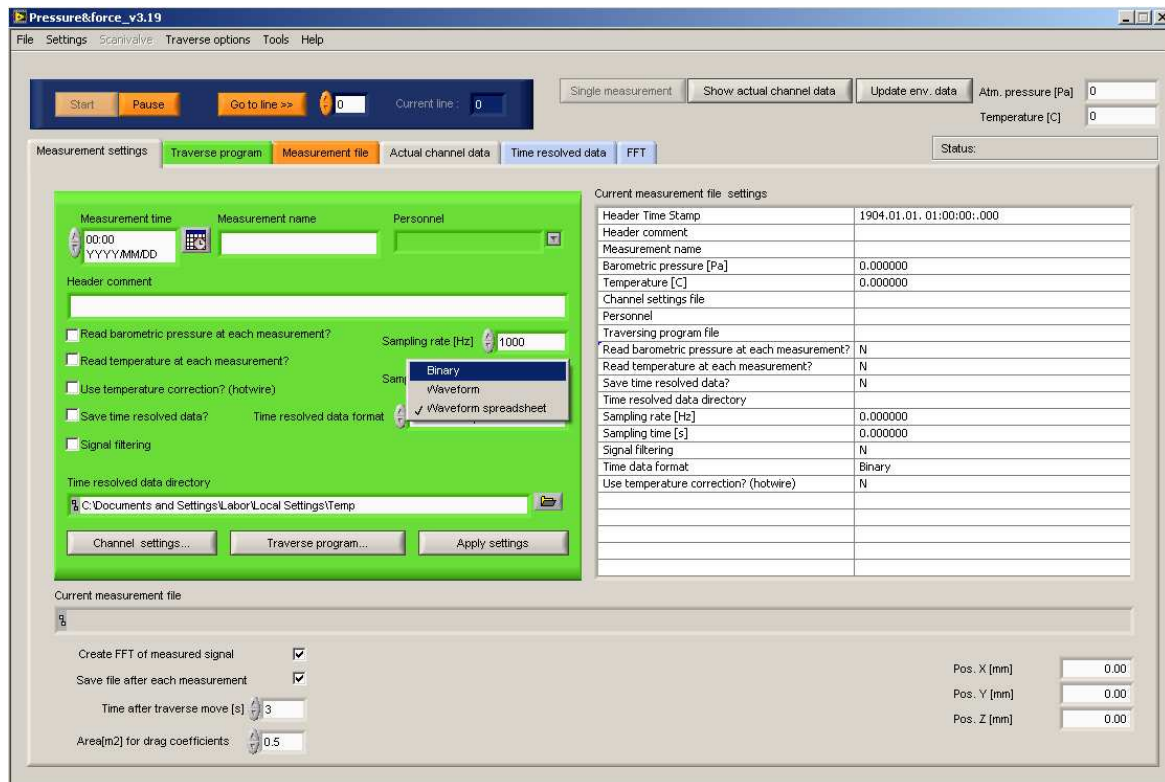 Pressure&force_v3.19
File Settings Scanivalve Traverse options Tools Help
Start Pause Go to line >> 0 Current line : 0
Single measurement Show actual channel data Update env. data Atm. pressure [Pa] 0
Temperature [C] 0
Measurement settings Traverse program Measurement file Actual channel data Time resolved data FFT
Status:
Measurement time Measurement name Personnel
00:00
YYYY/MM/DD
Header comment
Read barometric pressure at each measurement?
Sampling rate [Hz] 1000
Read temperature at each measurement?
Use temperature correction? (hotwire)
Binary
Waveform
Waveform spreadsheet
Save time resolved data? Time resolved data format
Signal filtering
Time resolved data directory
C:\Documents and Settings\Labor\Local Settings\Temp
Channel settings... Traverse program... Apply settings
Current measurement file settings
Header Time Stamp 1904.01.01. 01:00:00:.000
Header comment
Measurement name
Barometric pressure [Pa] 0.000000
Temperature [C] 0.000000
Channel settings file
Personnel
Traversing program file
Read barometric pressure at each measurement? N
Read temperature at each measurement? N
Save time resolved data? N
Time resolved data directory
Sampling rate [Hz] 0.000000
Sampling time [s] 0.000000
Signal filtering N
Time data format Binary
Use temperature correction? (hotwire) N
Current measurement file
Create FFT of measured signal
Save file after each measurement
Time after traverse move [s] 3
Area[m2] for drag coefficients 0.5
Pos. X [mm] 0.00
Pos. Y [mm] 0.00
Pos. Z [mm] 0.00